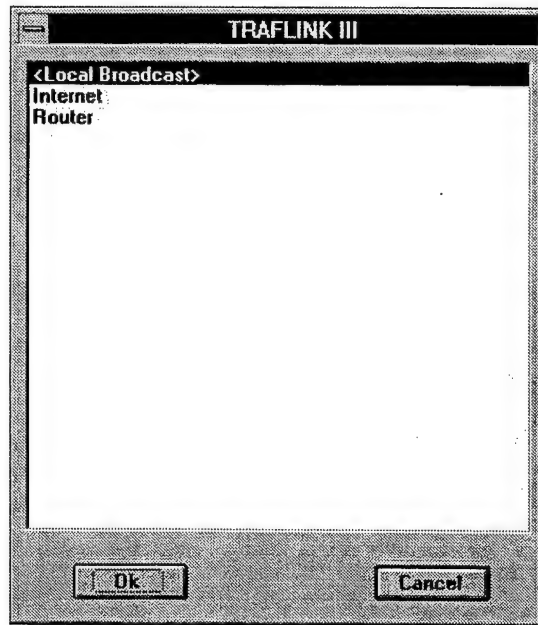 TRAFLINK III
<Local Broadcast>
Internet
Router
Ok
Cancel